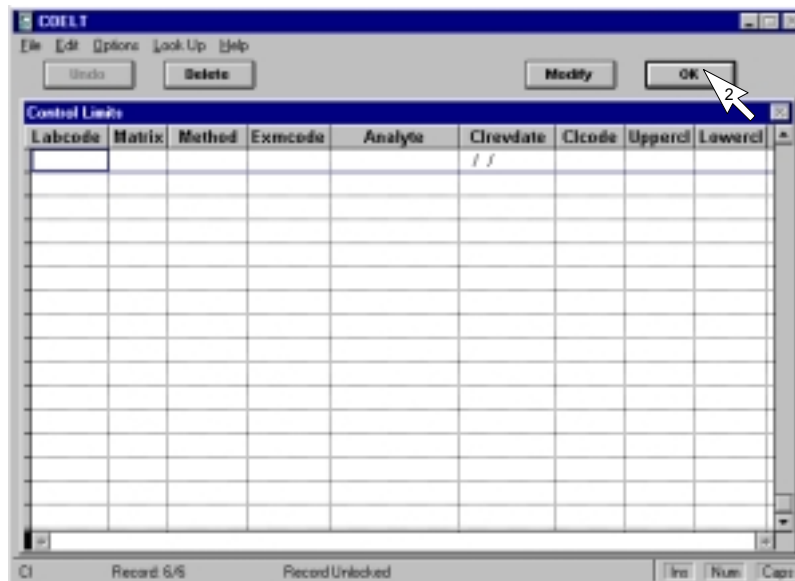 COELT
File Edit Options Look Up Help
Undo Delete Modify OK
2
Control Limits
Labcode Matrix Method Exmcode Analyte Clrevdate Clcode Uppercl Lowercl
/ /
Cl Record: 6/6 Record Unlocked Ins Num Caps